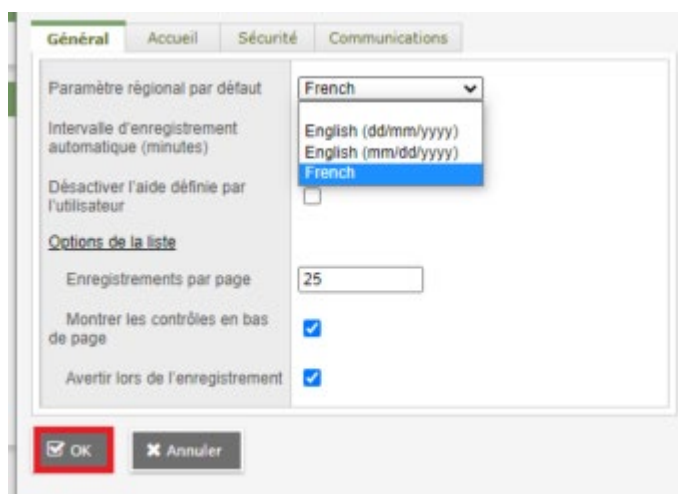 Général Accueil Sécurité Communications
Paramètre régional par défaut French
Intervalle d'enregistrement
automatique (minutes)
English (dd/mm/yyyy)
English (mm/dd/yyyy)
French
Désactiver l'aide définie par
l'utilisateur
Options de la liste
Enregistrements par page 25
Montrer les contrôles en bas
de page
Avertir lors de l'enregistrement
OK Annuler